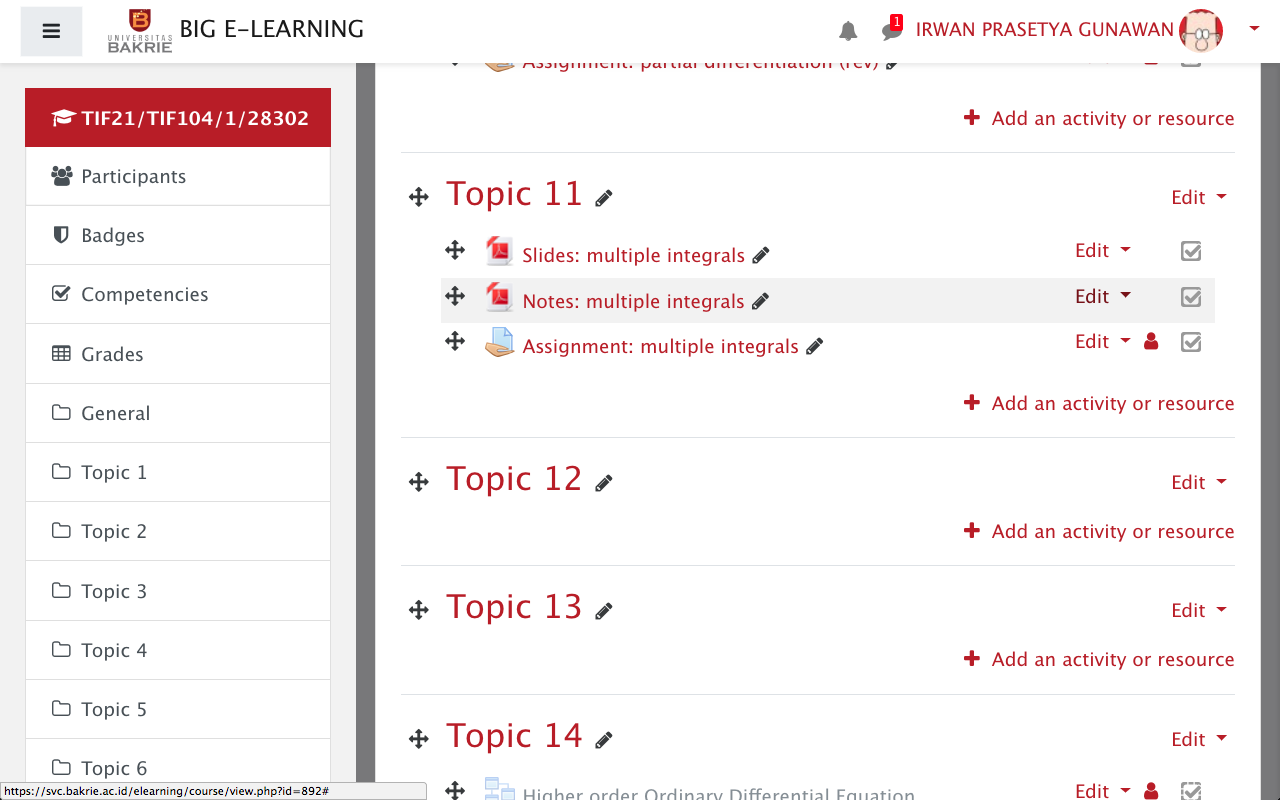 UNIVERSITAS
BAKRIE
BIG E-LEARNING
1
IRWAN PRASETYA GUNAWAN
TIF21/TIF104/1/28302
Participants
Badges
Competencies
Grades
General
Topic 1
Topic 2
Topic 3
Topic 4
Topic 5
Topic 6
Assignment: partial differentiation (rev)
Add an activity or resource
Topic 11
Edit
Slides: multiple integrals
Edit
Notes: multiple integrals
Edit
Assignment: multiple integrals
Edit
Add an activity or resource
Topic 12
Edit
Add an activity or resource
Topic 13
Edit
Add an activity or resource
Topic 14
Edit
Higher order Ordinary Differential Equation
Edit
https://svc.bakrie.ac.id/elearning/course/view.php?id=892#